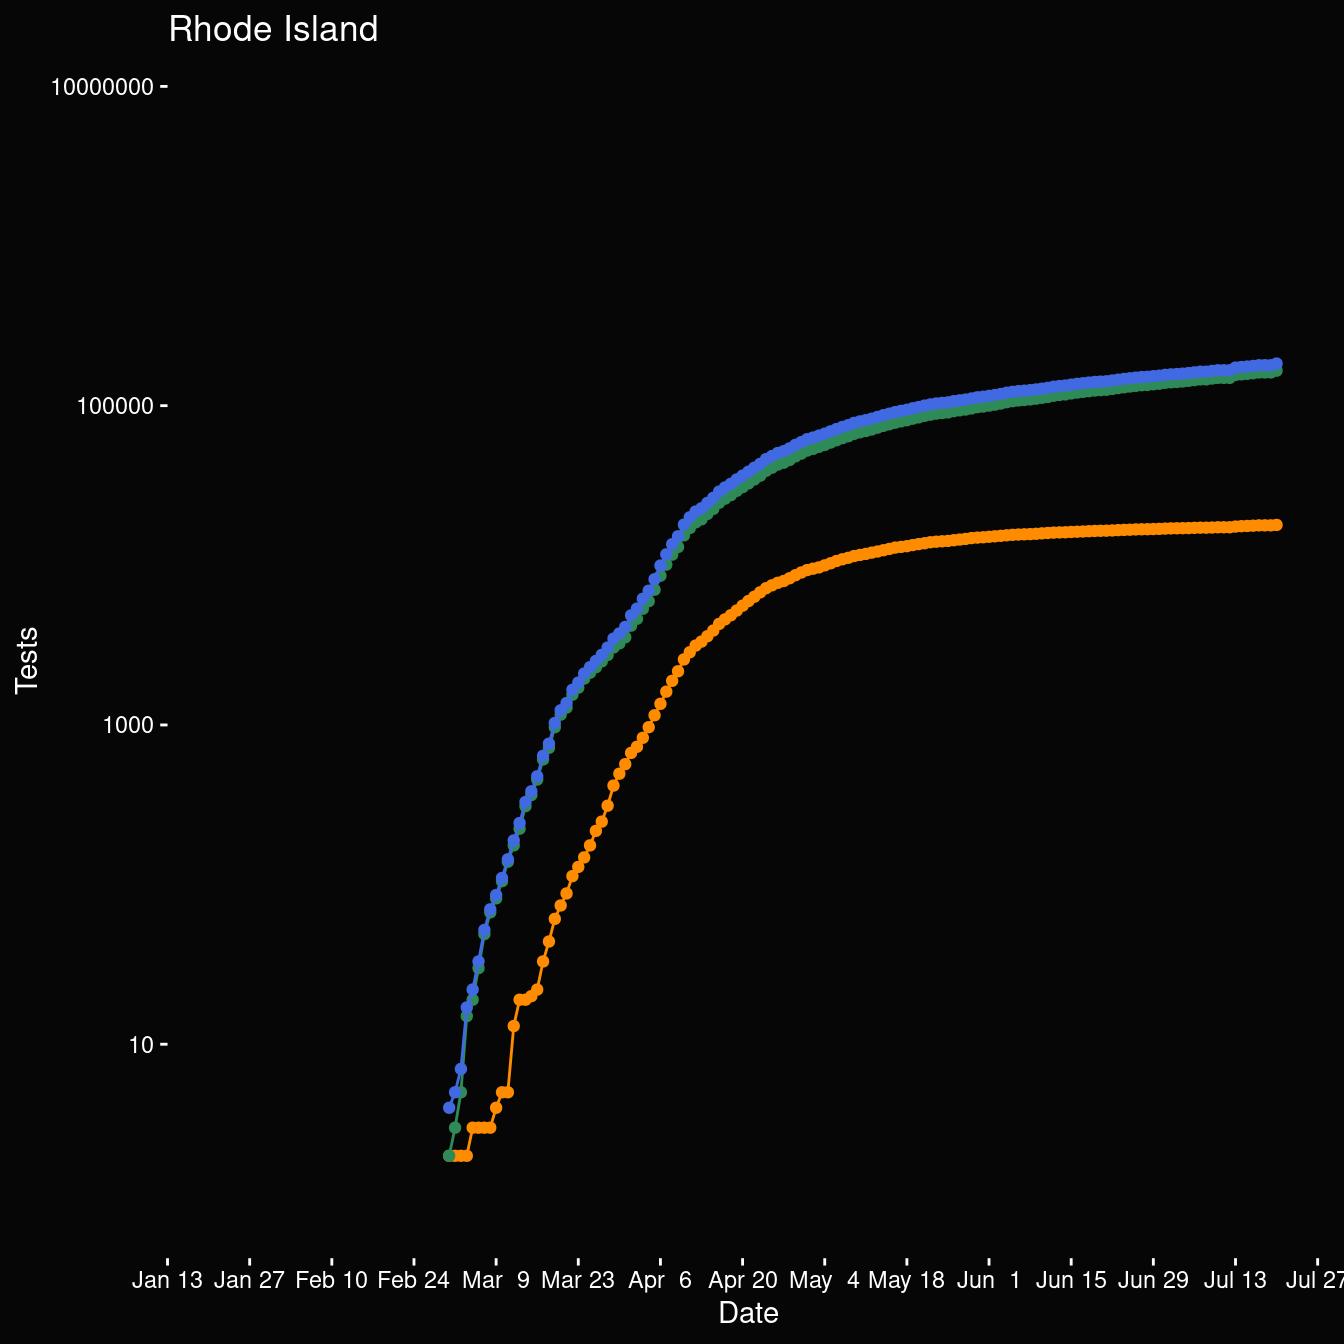 Rhode Island
10000000
100000
1000
10
Tests
Jan 13 Jan 27 Feb 10 Feb 24 Mar 9 Mar 23 Apr 6 Apr 20 May 4 May 18 Jun 1 Jun 15 Jun 29 Jul 13 Jul 27
Date